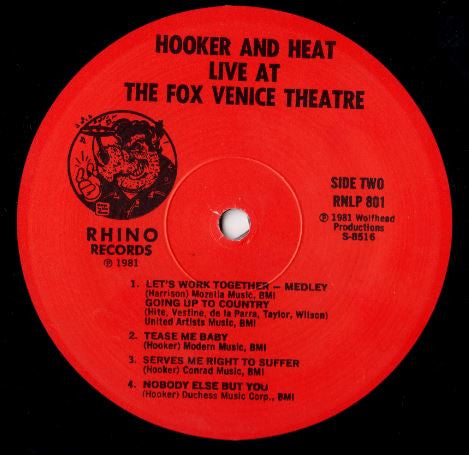 HOOKER AND HEAT
LIVE AT
THE FOX VENICE THEATRE
RHINO
RECORDS
℗ 1981
SIDE TWO
RNLP 801
℗ 1981 Wolfhead
Productions
S-8516
1. LET'S WORK TOGETHER — MEDLEY
(Harrison) Mozella Music, BMI
GOING UP TO COUNTRY
(Hite, Vestine, de la Parra, Taylor, Wilson)
United Artists Music, BMI
2. TEASE ME BABY
(Hooker) Modern Music, BMI
3. SERVES ME RIGHT TO SUFFER
(Hooker) Conrad Music, BMI
4. NOBODY ELSE BUT YOU
(Hooker) Duchess Music Corp., BMI